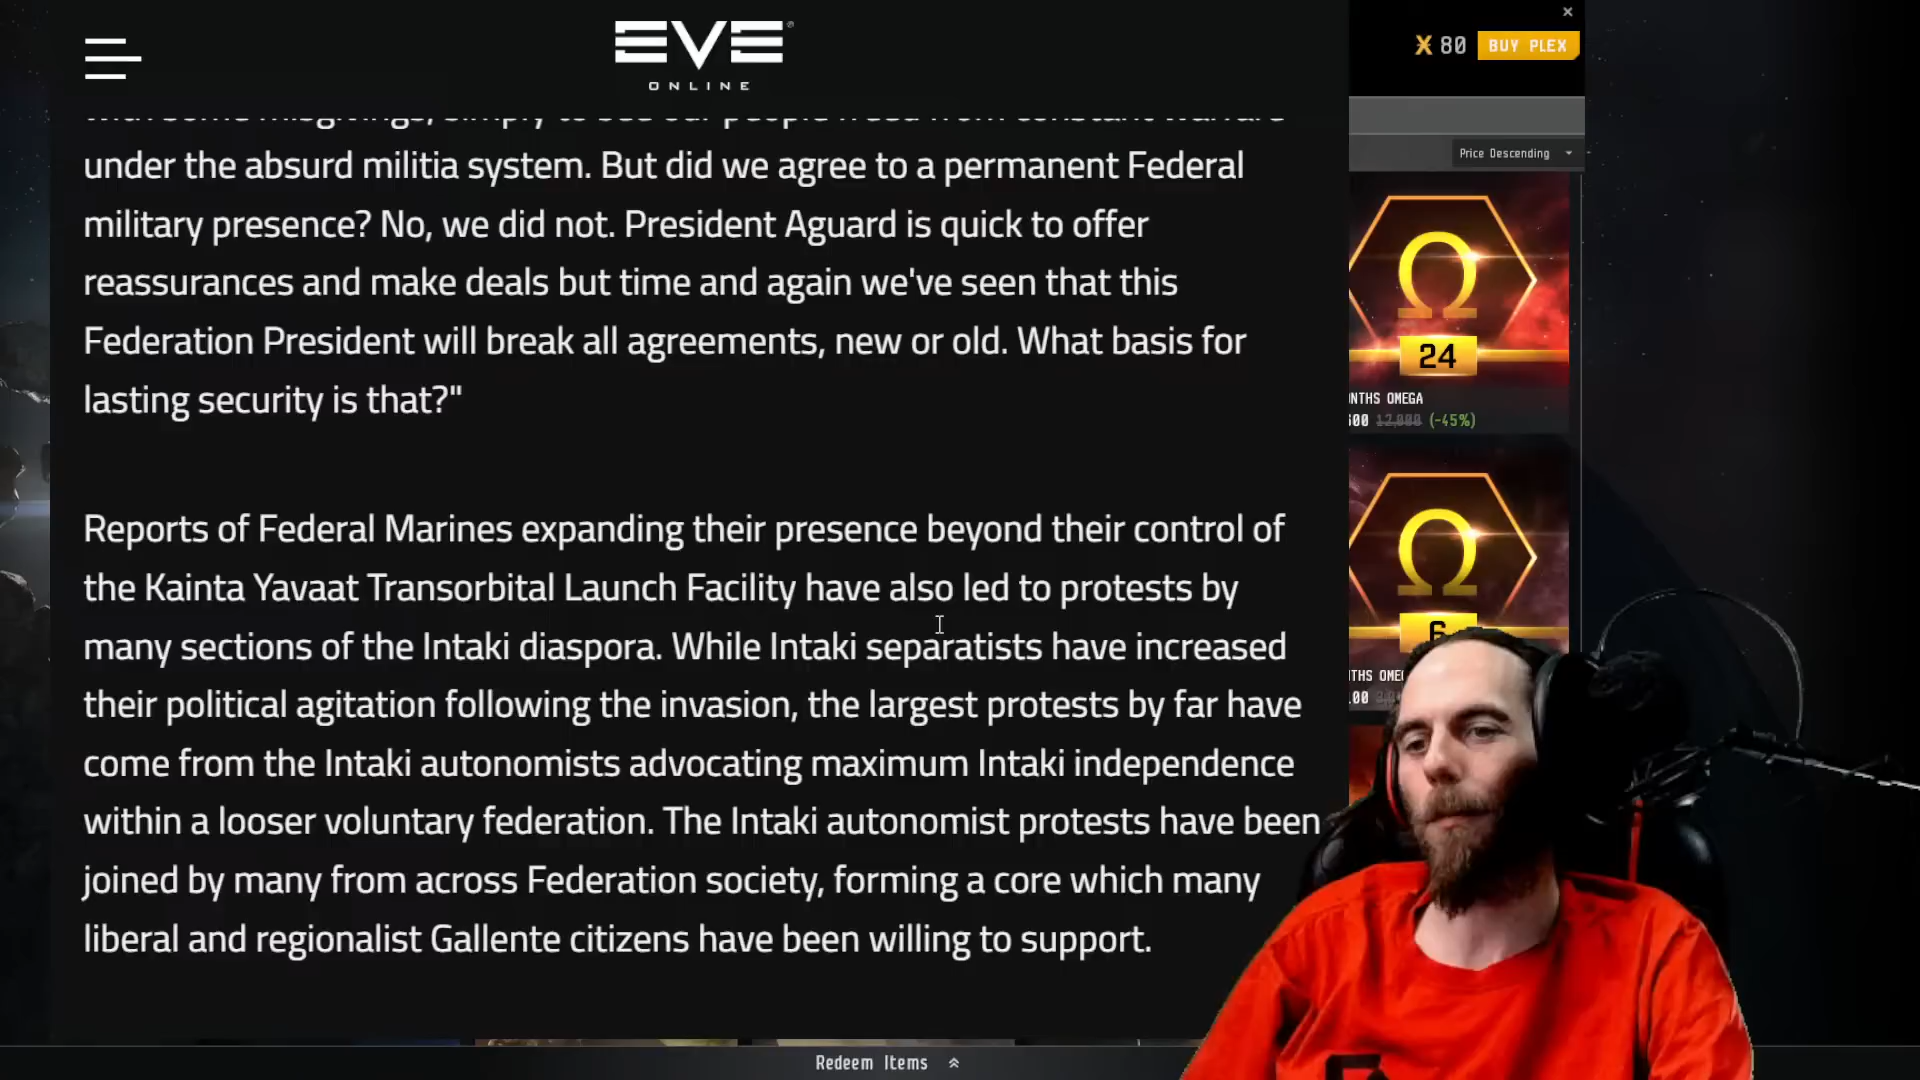 EVE
ONLINE
80
BUY PLEX
Price Descending
under the absurd militia system. But did we agree to a permanent Federal
military presence? No, we did not. President Aguard is quick to offer
reassurances and make deals but time and again we've seen that this
Federation President will break all agreements, new or old. What basis for
lasting security is that?"
24
OMEGA
12,000 (-45%)
Reports of Federal Marines expanding their presence beyond their control of
the Kainta Yavaat Transorbital Launch Facility have also led to protests by
many sections of the Intaki diaspora. While Intaki separatists have increased
their political agitation following the invasion, the largest protests by far have
come from the Intaki autonomists advocating maximum Intaki independence
within a looser voluntary federation. The Intaki autonomist protests have been
joined by many from across Federation society, forming a core which many
liberal and regionalist Gallente citizens have been willing to support.
Ω
Ω
6
Redeem Items